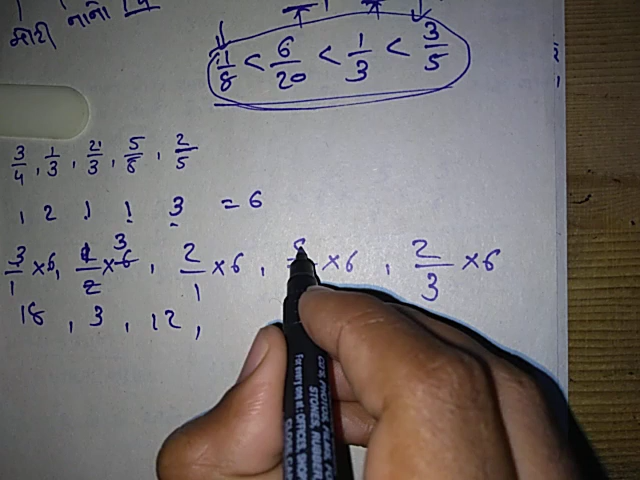 મોટી નાની
1/8 < 6/20 < 1/3 < 3/5
3/4, 1/3, 2/3, 5/8, 2/5
1 2 1 1 3 = 6
3/1 ×6, 1/2 ×6 3, 2/1 ×6, ×6, 2/3 ×6
18, 3, 12,